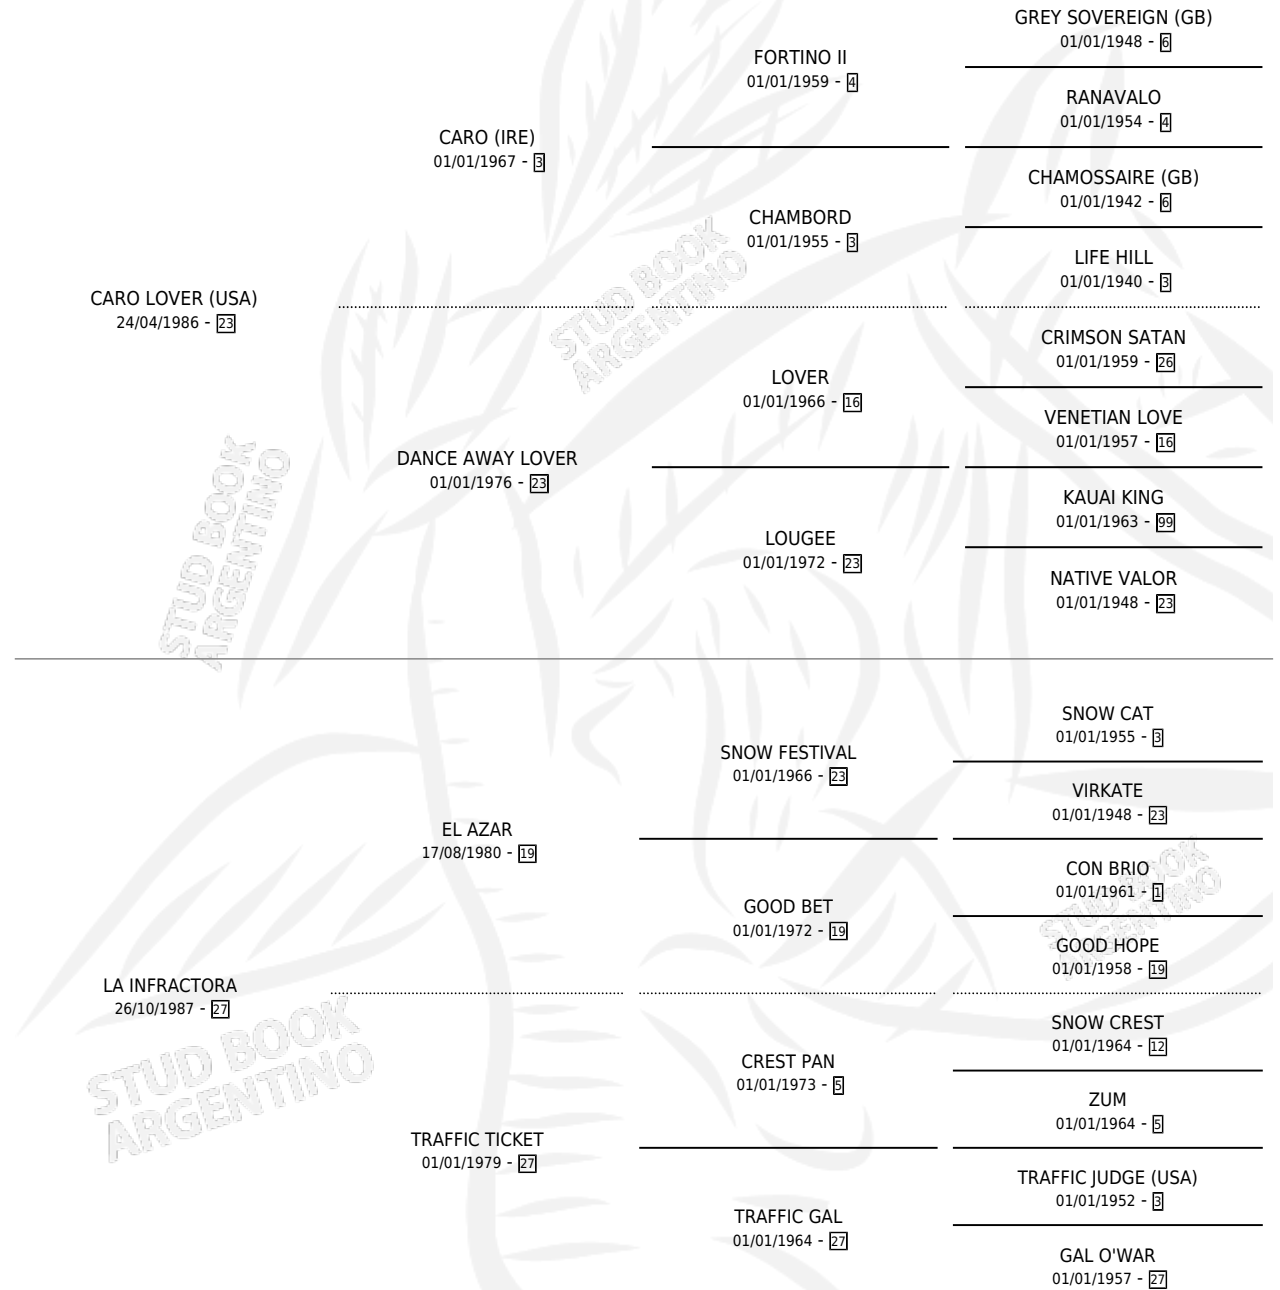 GREY SOVEREIGN (GB)
01/01/1948 - 6
FORTINO II
01/01/1959 - 4
RANAVALO
01/01/1954 - 4
CARO (IRE)
01/01/1967 - 3
CHAMOSSAIRE (GB)
01/01/1942 - 6
CHAMBORD
01/01/1955 - 3
LIFE HILL
01/01/1940 - 3
CARO LOVER (USA)
24/04/1986 - 23
CRIMSON SATAN
01/01/1959 - 26
LOVER
01/01/1966 - 16
VENETIAN LOVE
01/01/1957 - 16
DANCE AWAY LOVER
01/01/1976 - 23
KAUAI KING
01/01/1963 - 99
LOUGEE
01/01/1972 - 23
NATIVE VALOR
01/01/1948 - 23
STUD BOOK
ARGENTINO
STUD BOOK
ARGENTINO
SNOW CAT
01/01/1955 - 3
SNOW FESTIVAL
01/01/1966 - 23
VIRKATE
01/01/1948 - 23
EL AZAR
17/08/1980 - 19
CON BRIO
01/01/1961 - 1
GOOD BET
01/01/1972 - 19
GOOD HOPE
01/01/1958 - 19
STUD BOOK
ARGENTINO
LA INFRACTORA
26/10/1987 - 27
SNOW CREST
01/01/1964 - 12
CREST PAN
01/01/1973 - 5
ZUM
01/01/1964 - 5
STUD BOOK
ARGENTINO
TRAFFIC TICKET
01/01/1979 - 27
TRAFFIC JUDGE (USA)
01/01/1952 - 3
TRAFFIC GAL
01/01/1964 - 27
GAL O'WAR
01/01/1957 - 27